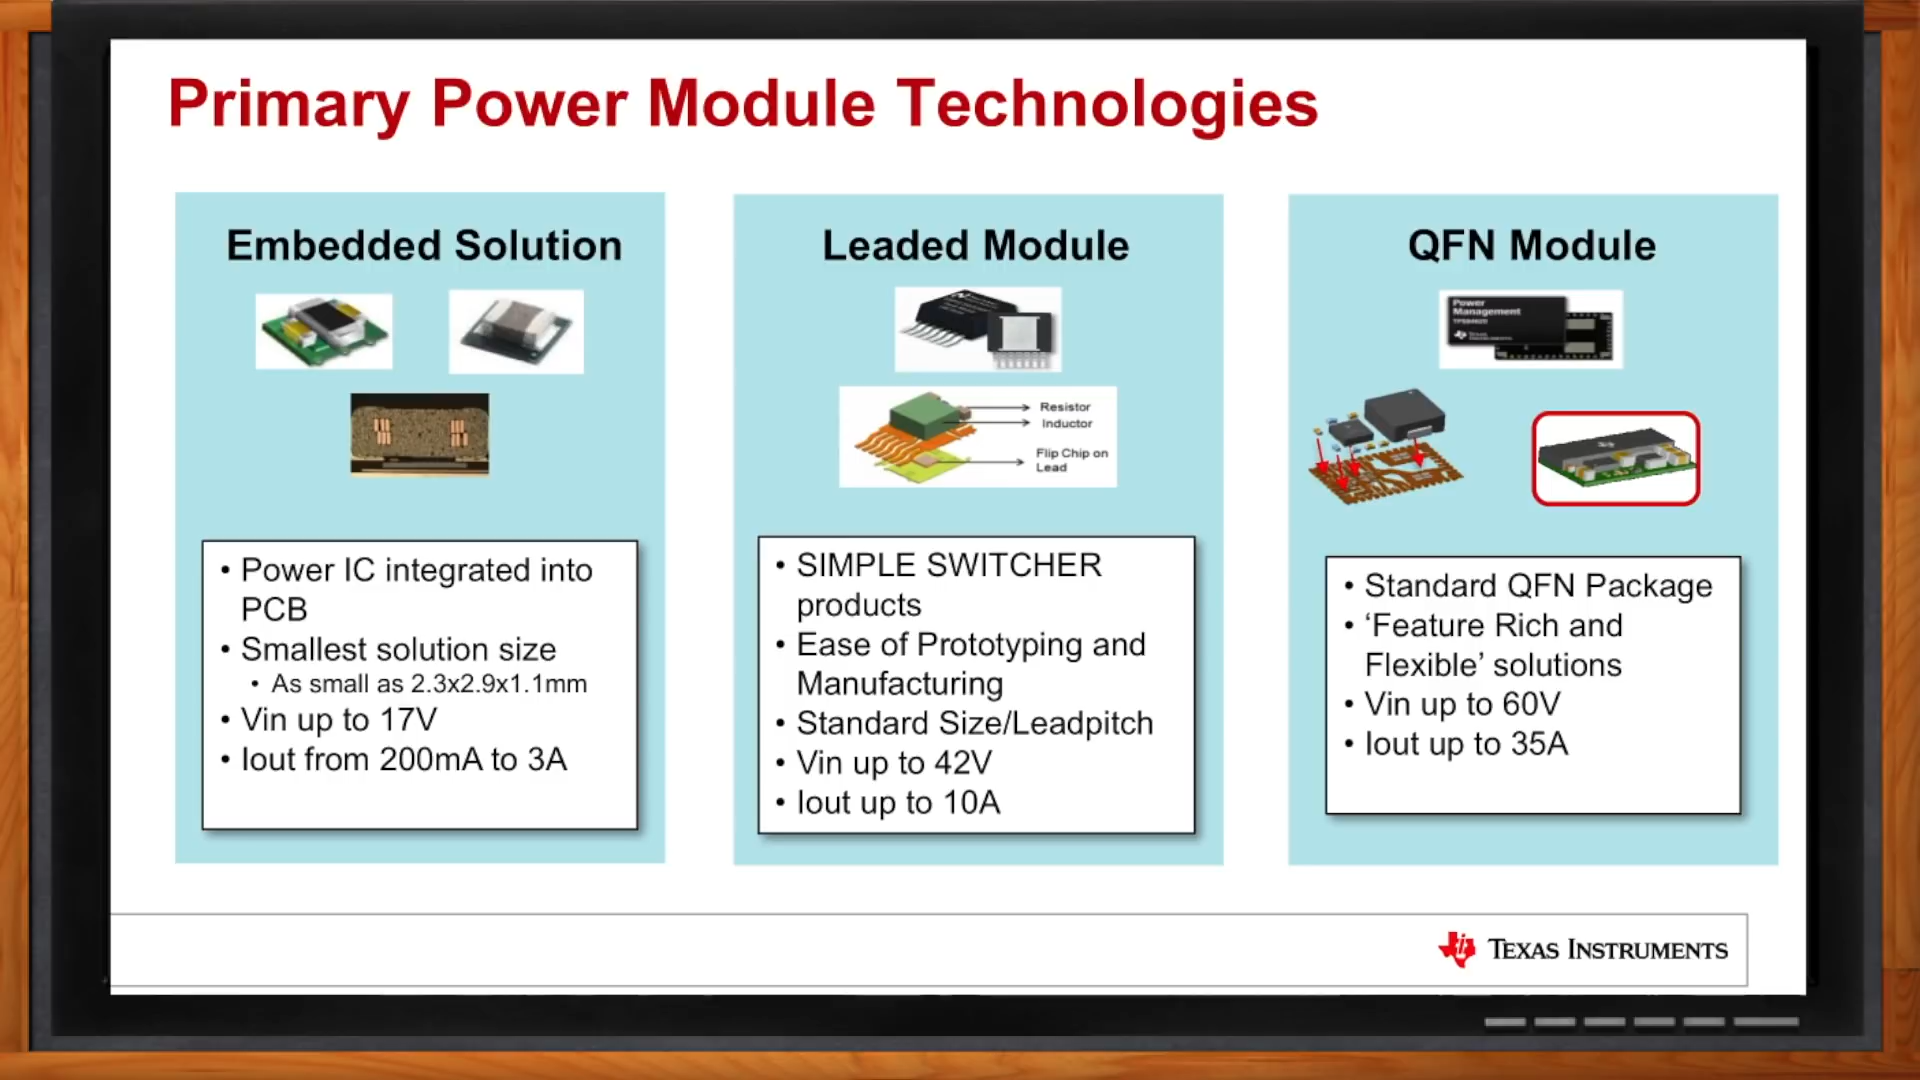 Primary Power Module Technologies
Embedded Solution
• Power IC integrated into
PCB
• Smallest solution size
• As small as 2.3x2.9x1.1mm
• Vin up to 17V
• Iout from 200mA to 3A
Leaded Module
Resistor
Inductor
Flip Chip on
Lead
• SIMPLE SWITCHER
products
• Ease of Prototyping and
Manufacturing
• Standard Size/Leadpitch
• Vin up to 42V
• Iout up to 10A
QFN Module
Power
Management
Texas
• Standard QFN Package
• ‘Feature Rich and
Flexible’ solutions
• Vin up to 60V
• Iout up to 35A
TEXAS INSTRUMENTS